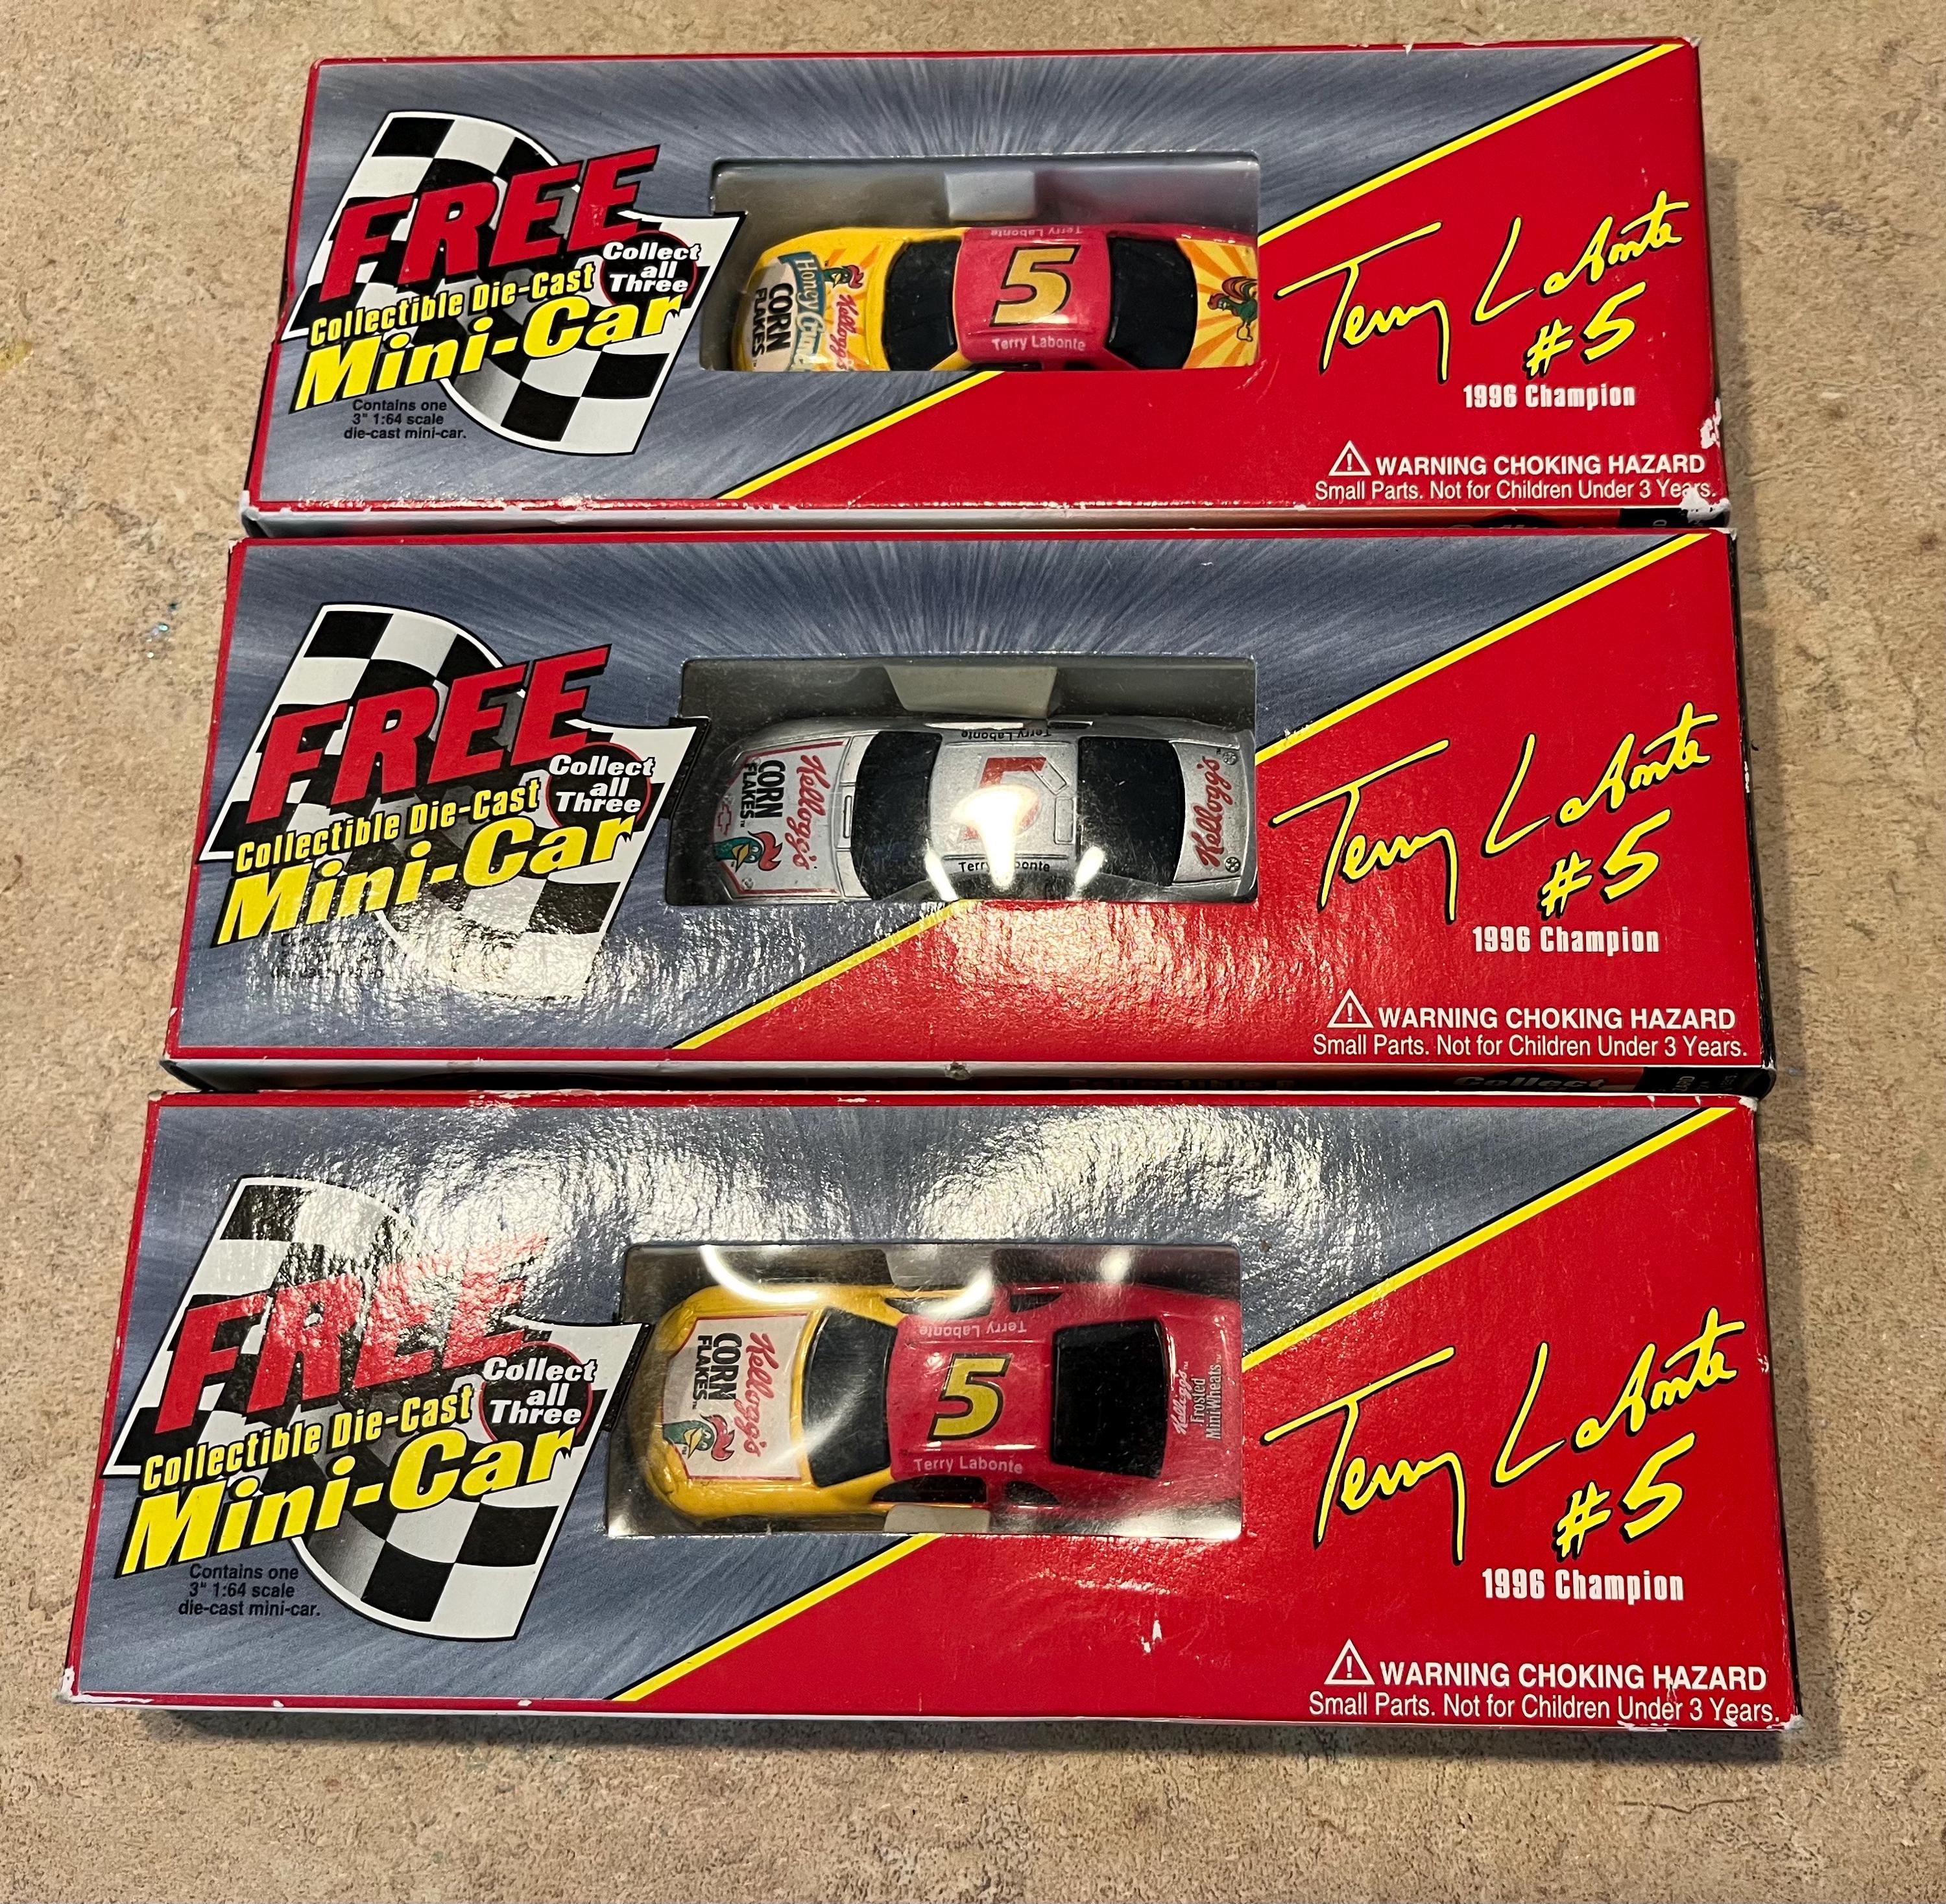 FREE
Collect
all
Three
Collectible Die-Cast
Mini-Car
Contains one
3" 1:64 scale
die-cast mini-car.
Kellogg's
Honey Crunch
CORN
FLAKES
Terry Labonte
5
Terry Labonte
Terry Labonte
#5
1996 Champion
WARNING CHOKING HAZARD
Small Parts. Not for Children Under 3 Years.
FREE
Collect
all
Three
Collectible Die-Cast
Mini-Car
Kellogg's
CORN
FLAKES™
Terry Labonte
5
Terry Labonte
Kellogg's
Terry Labonte
#5
1996 Champion
WARNING CHOKING HAZARD
Small Parts. Not for Children Under 3 Years.
Collect
FREE
Collect
all
Three
Collectible Die-Cast
Mini-Car
Contains one
3" 1:64 scale
die-cast mini-car.
Kellogg's
CORN
FLAKES™
Terry Labonte
5
Terry Labonte
Kellogg's™
Frosted
Mini Wheats
Terry Labonte
#5
1996 Champion
WARNING CHOKING HAZARD
Small Parts. Not for Children Under 3 Years.